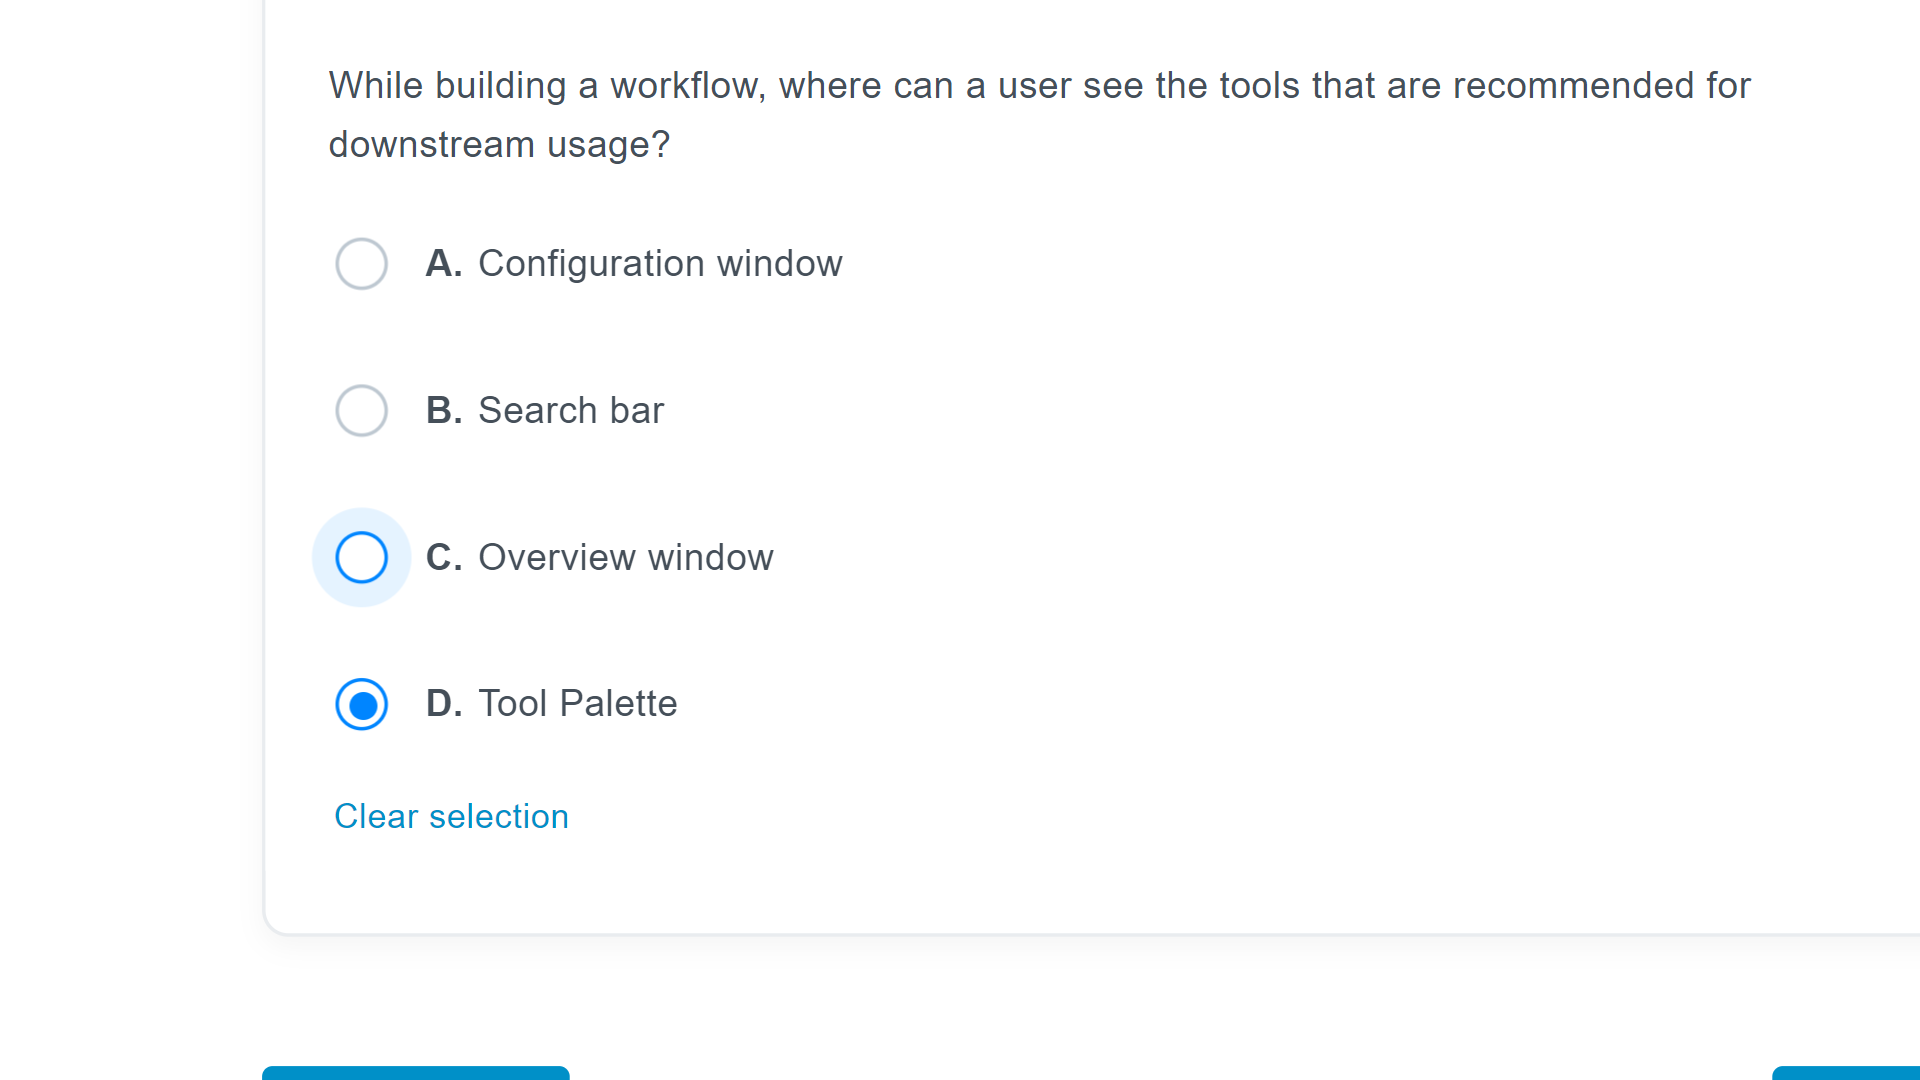 While building a workflow, where can a user see the tools that are recommended for
downstream usage?
A. Configuration window
B. Search bar
C. Overview window
D. Tool Palette
Clear selection